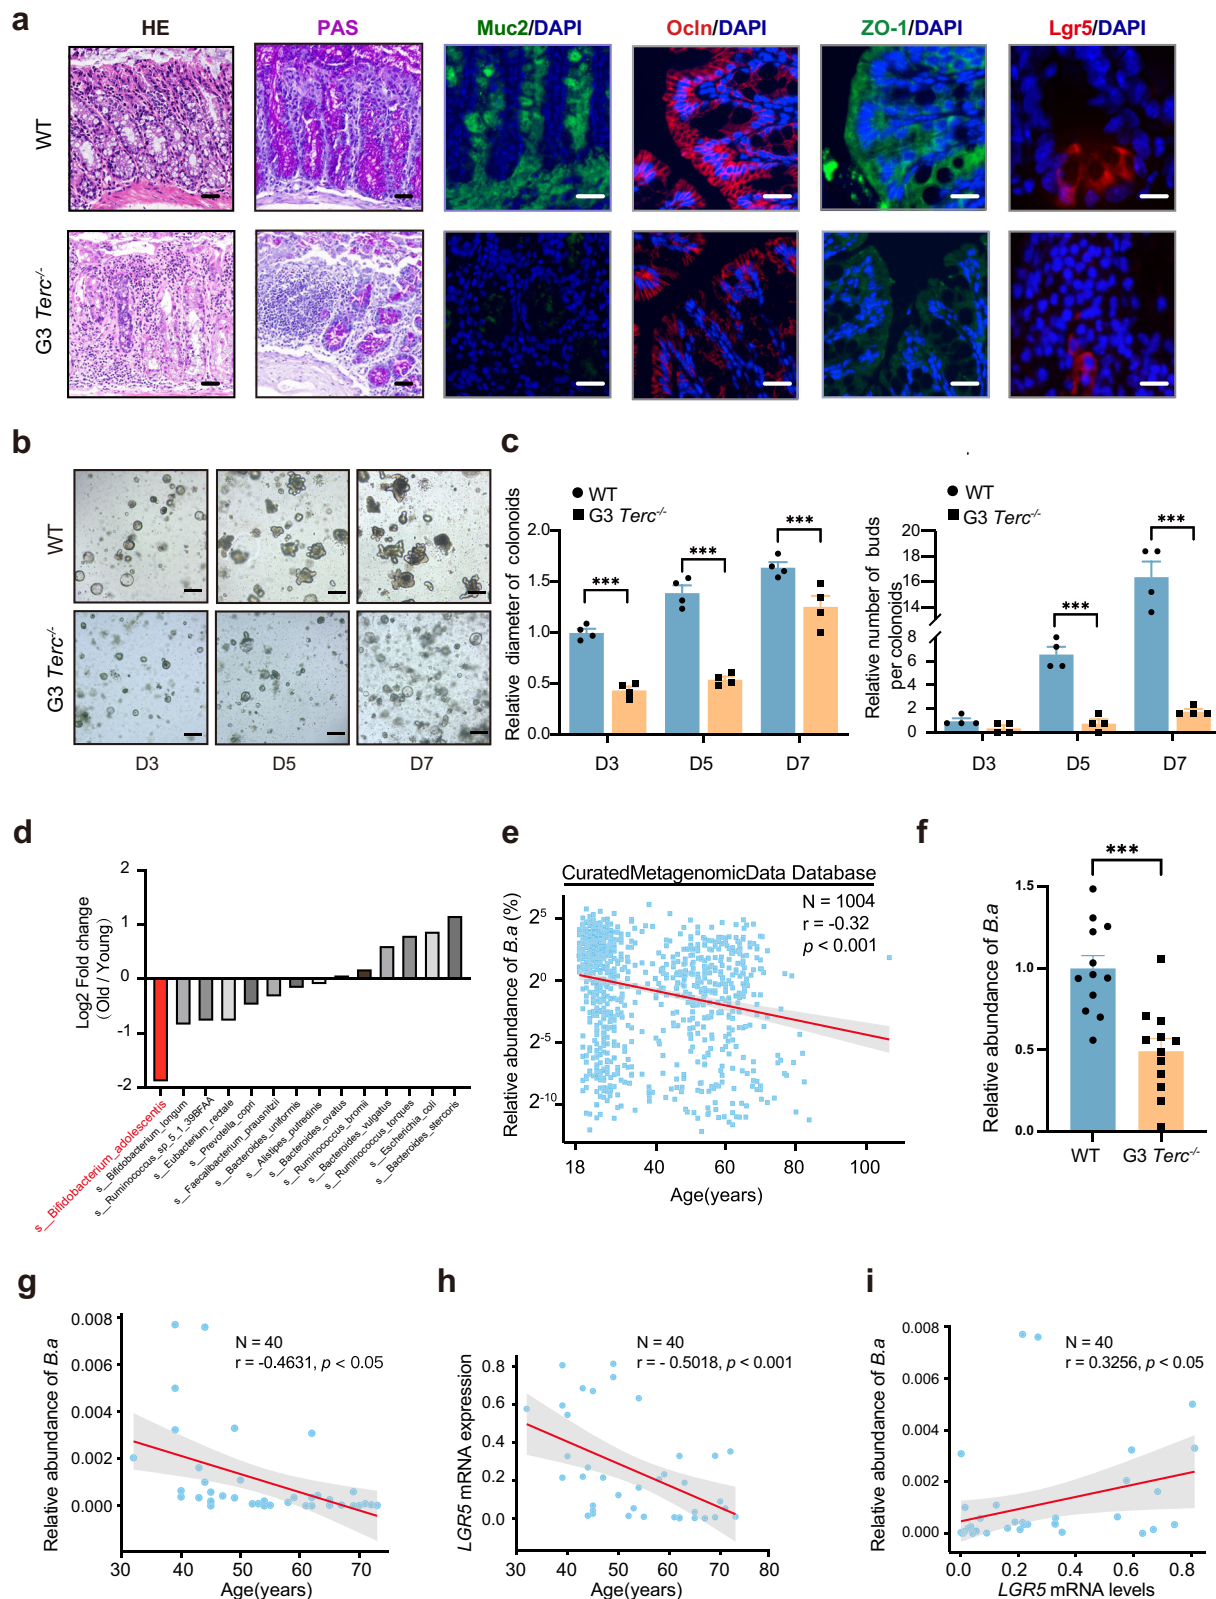 a
HE
PAS
Muc2/DAPI
Ocln/DAPI
ZO-1/DAPI
Lgr5/DAPI
WT
G3 Terc-/-
b
WT
G3 Terc-/-
D3
D5
D7
c
WT
G3 Terc-/-
Relative diameter of colonoids
2.0
1.5
1.0
0.5
0.0
***
***
***
D3
D5
D7
WT
G3 Terc-/-
Relative number of buds
per colonoids
20
18
16
14
8
6
4
2
0
***
***
D3
D5
D7
d
Log2 Fold change
(Old / Young)
2
1
0
-1
-2
s__Bifidobacterium_adolescentis
s__Bifidobacterium_longum
s__Ruminococcus_sp_5_1_39BFAA
s__Eubacterium_rectale
s__Prevotella_copri
s__Faecalibacterium_prausnitzii
s__Bacteroides_uniformis
s__Alistipes_putredinis
s__Bacteroides_ovatus
s__Ruminococcus_bromii
s__Bacteroides_vulgatus
s__Ruminococcus_torques
s__Escherichia_coli
s__Bacteroides_stercoris
e
CuratedMetagenomicData Database
N = 1004
r = -0.32
p < 0.001
Relative abundance of B.a (%)
2^5
2^0
2^-5
2^-10
18
40
60
80
100
Age(years)
f
***
Relative abundance of B.a
1.5
1.0
0.5
0.0
WT
G3 Terc-/-
g
N = 40
r = -0.4631, p < 0.05
Relative abundance of B.a
0.008
0.006
0.004
0.002
0.000
30
40
50
60
70
Age(years)
h
N = 40
r = - 0.5018, p < 0.001
LGR5 mRNA expression
0.8
0.6
0.4
0.2
0.0
30
40
50
60
70
80
Age(years)
i
N = 40
r = 0.3256, p < 0.05
Relative abundance of B.a
0.008
0.006
0.004
0.002
0.000
0.0
0.2
0.4
0.6
0.8
LGR5 mRNA levels